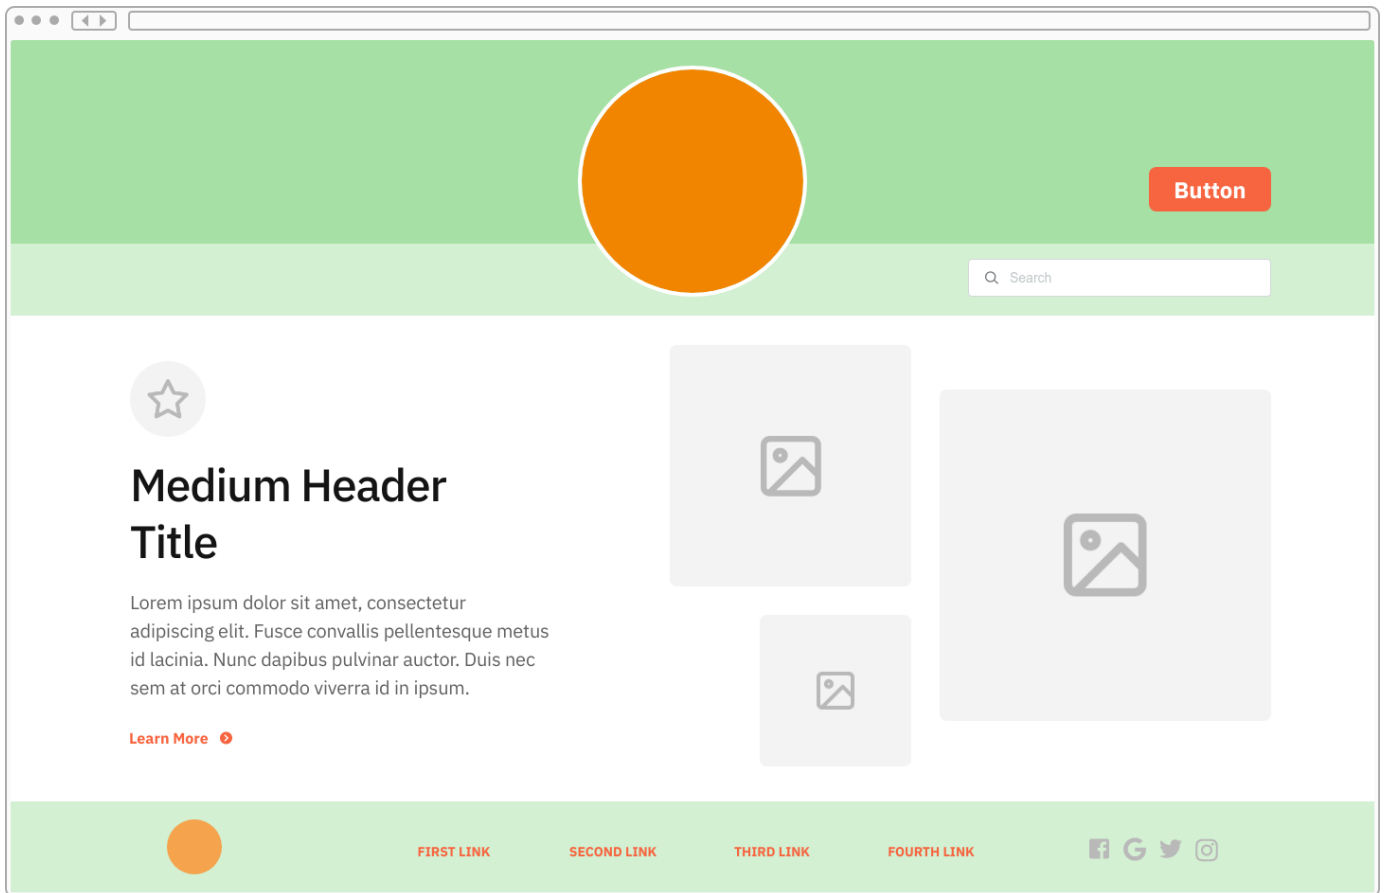 Button
Search
Medium Header
Title
Lorem ipsum dolor sit amet, consectetur
adipiscing elit. Fusce convallis pellentesque metus
id lacinia. Nunc dapibus pulvinar auctor. Duis nec
sem at orci commodo viverra id in ipsum.
Learn More
FIRST LINK
SECOND LINK
THIRD LINK
FOURTH LINK